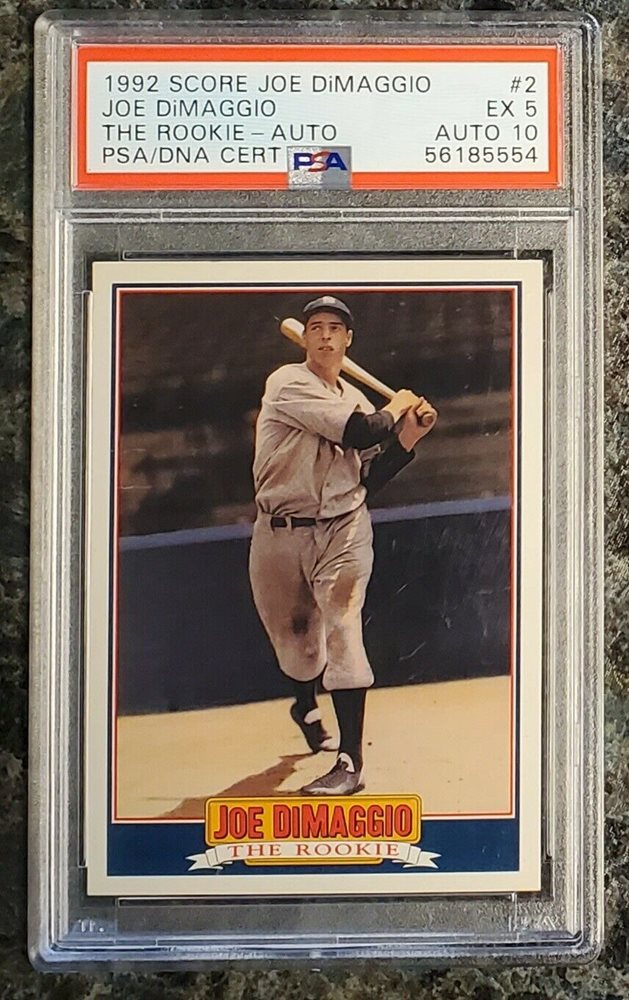 1992 SCORE JOE DiMAGGIO #2
JOE DiMAGGIO EX 5
THE ROOKIE - AUTO AUTO 10
PSA/DNA CERT PSA 56185554
JOE DIMAGGIO
THE ROOKIE